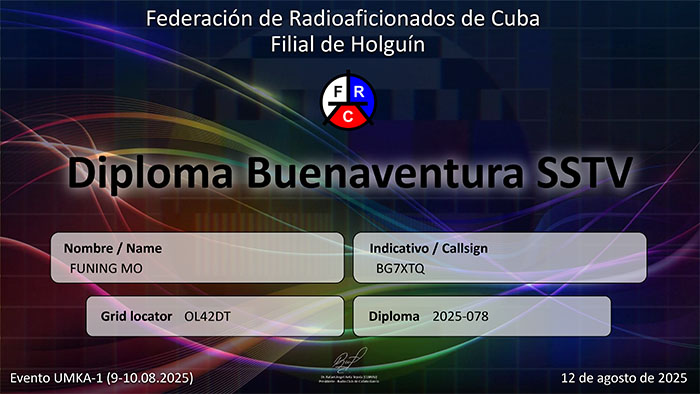 Federación de Radioaficionados de Cuba
Filial de Holguín
F R
C
Diploma Buenaventura SSTV
Nombre / Name
FUNING MO
Indicativo / Callsign
BG7XTQ
Grid locator OL42DT
Diploma 2025-078
Evento UMKA-1 (9-10.08.2025)
12 de agosto de 2025